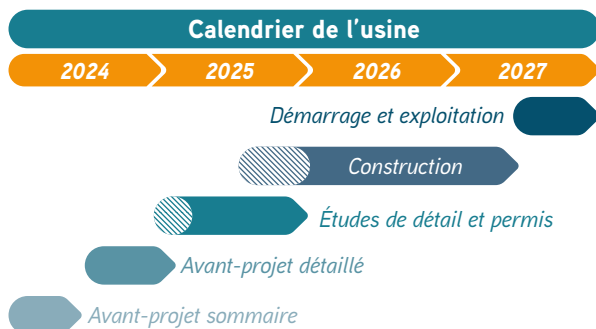 Calendrier de l'usine
2024 2025 2026 2027
Démarrage et exploitation
Construction
Études de détail et permis
Avant-projet détaillé
Avant-projet sommaire